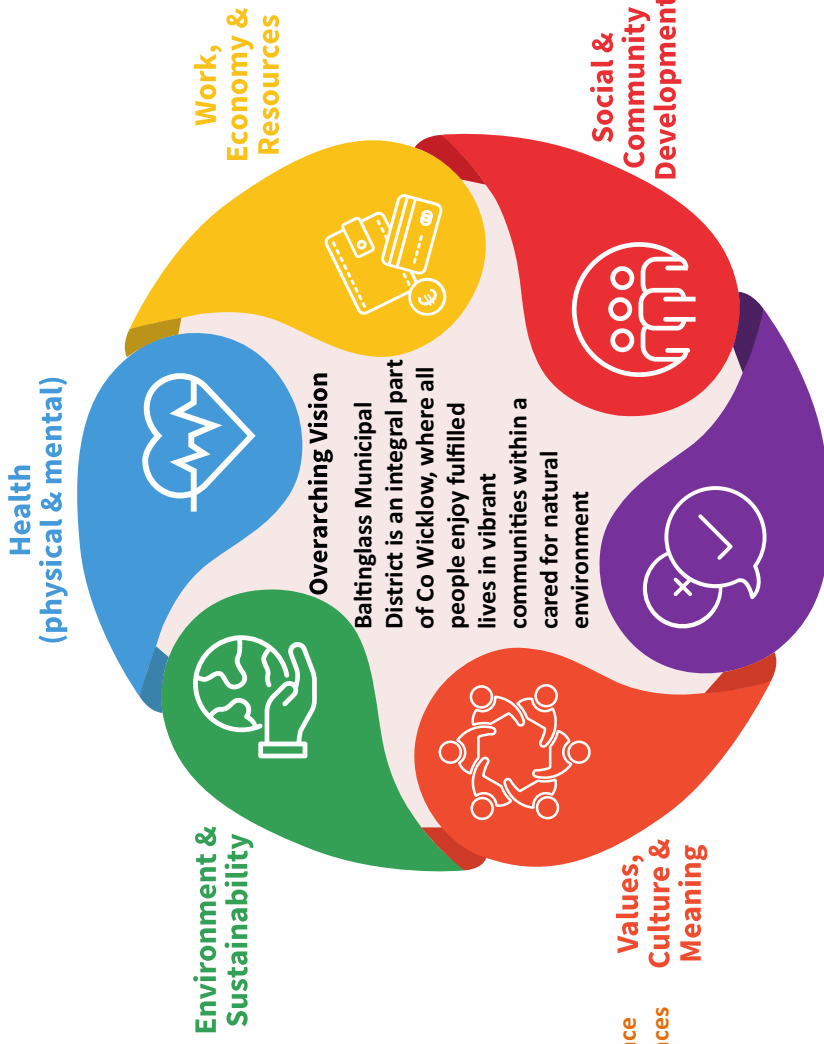 Health
(physical & mental)
Environment &
Sustainability
Work,
Economy &
Resources
Overarching Vision
Baltinglass Municipal
District is an integral part
of Co Wicklow, where all
people enjoy fulfilled
lives in vibrant
communities within a
cared for natural
environment
Values,
Culture &
Meaning
Social &
Community
Development